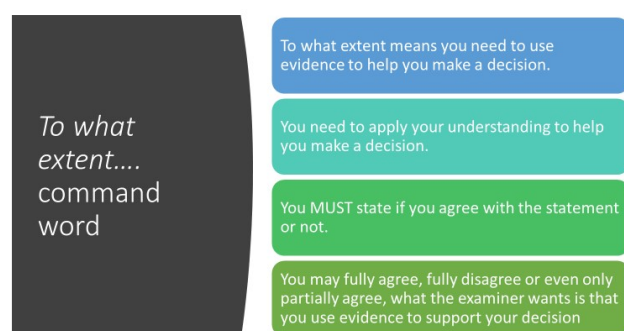 To what
extent....
command
word
To what extent means you need to use
evidence to help you make a decision.
You need to apply your understanding to help
you make a decision.
You MUST state if you agree with the statement
or not.
You may fully agree, fully disagree or even only
partially agree, what the examiner wants is that
you use evidence to support your decision